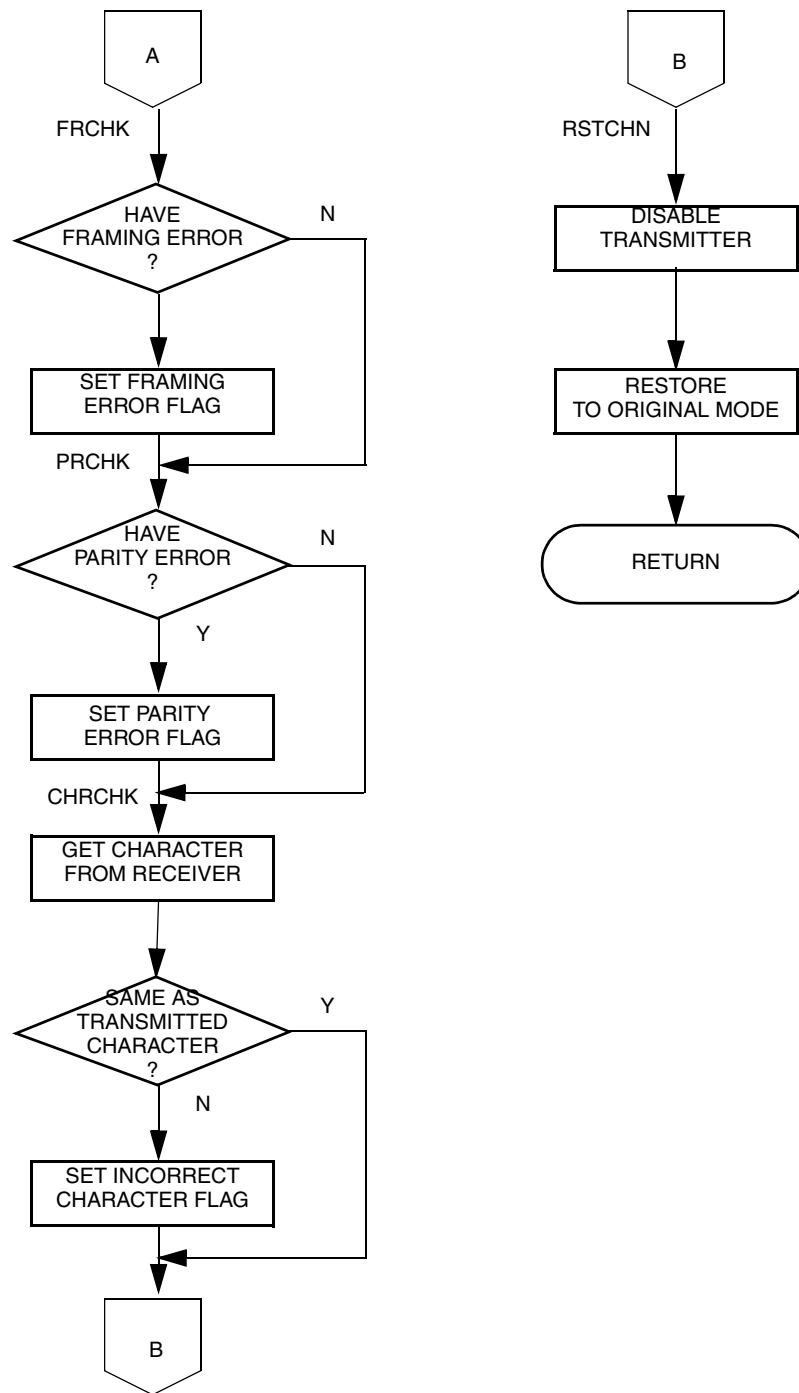 A
FRCHK
HAVE
FRAMING ERROR
?
N
SET FRAMING
ERROR FLAG
PRCHK
HAVE
PARITY ERROR
?
N
Y
SET PARITY
ERROR FLAG
CHRCHK
GET CHARACTER
FROM RECEIVER
SAME AS
TRANSMITTED
CHARACTER
?
Y
N
SET INCORRECT
CHARACTER FLAG
B
B
RSTCHN
DISABLE
TRANSMITTER
RESTORE
TO ORIGINAL MODE
RETURN